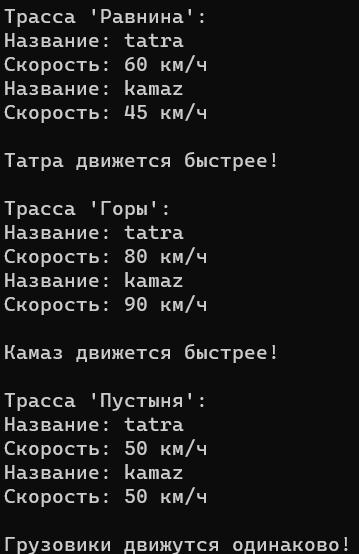 Трасса 'Равнина':
Название: tatra
Скорость: 60 км/ч
Название: kamaz
Скорость: 45 км/ч
Татра движется быстрее!
Трасса 'Горы':
Название: tatra
Скорость: 80 км/ч
Название: kamaz
Скорость: 90 км/ч
Камаз движется быстрее!
Трасса 'Пустыня':
Название: tatra
Скорость: 50 км/ч
Название: kamaz
Скорость: 50 км/ч
Грузовики движутся одинаково!